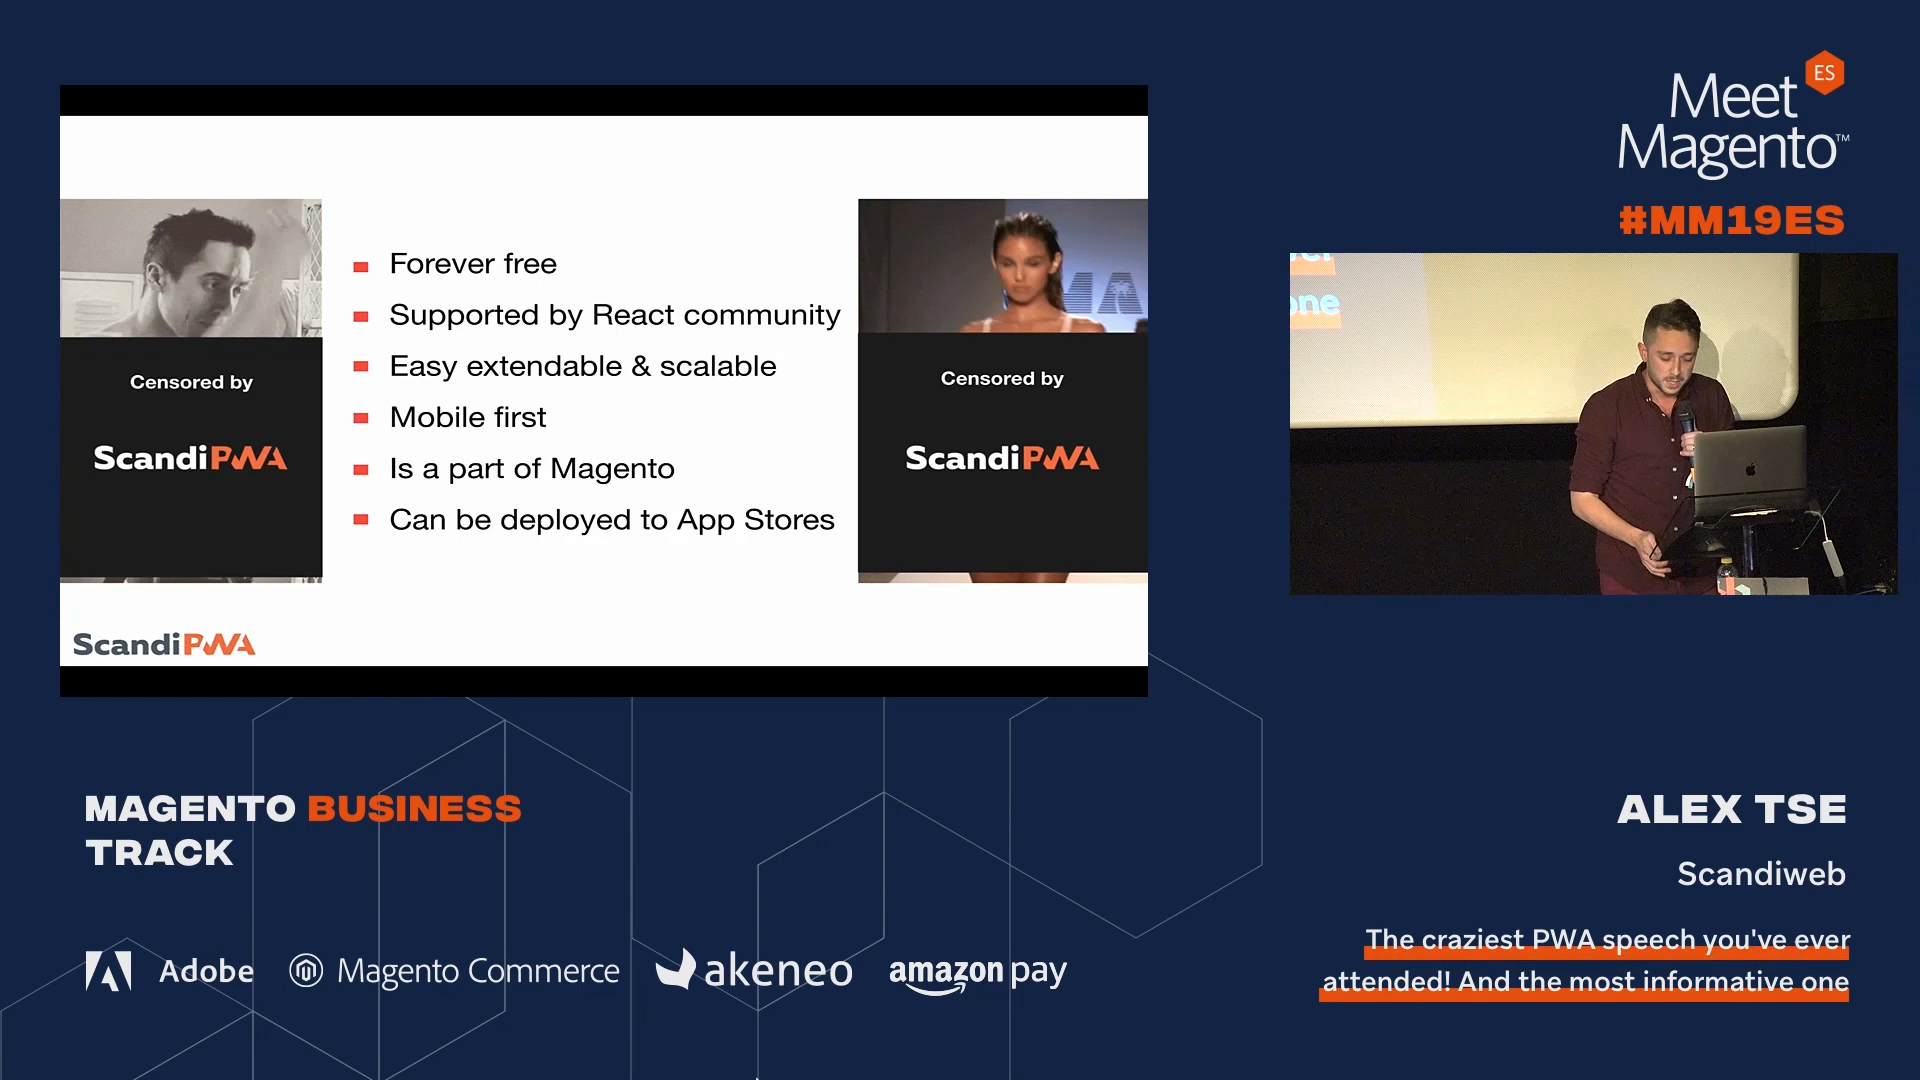 ES
Meet
Magento™
#MM19ES
one
Forever free
Supported by React community
Easy extendable & scalable
Mobile first
Is a part of Magento
Can be deployed to App Stores
Censored by
ScandiPWA
Censored by
ScandiPWA
ScandiPWA
MAGENTO BUSINESS
TRACK
Adobe
Magento Commerce
akeneo
amazon pay
ALEX TSE
Scandiweb
The craziest PWA speech you've ever
attended! And the most informative one